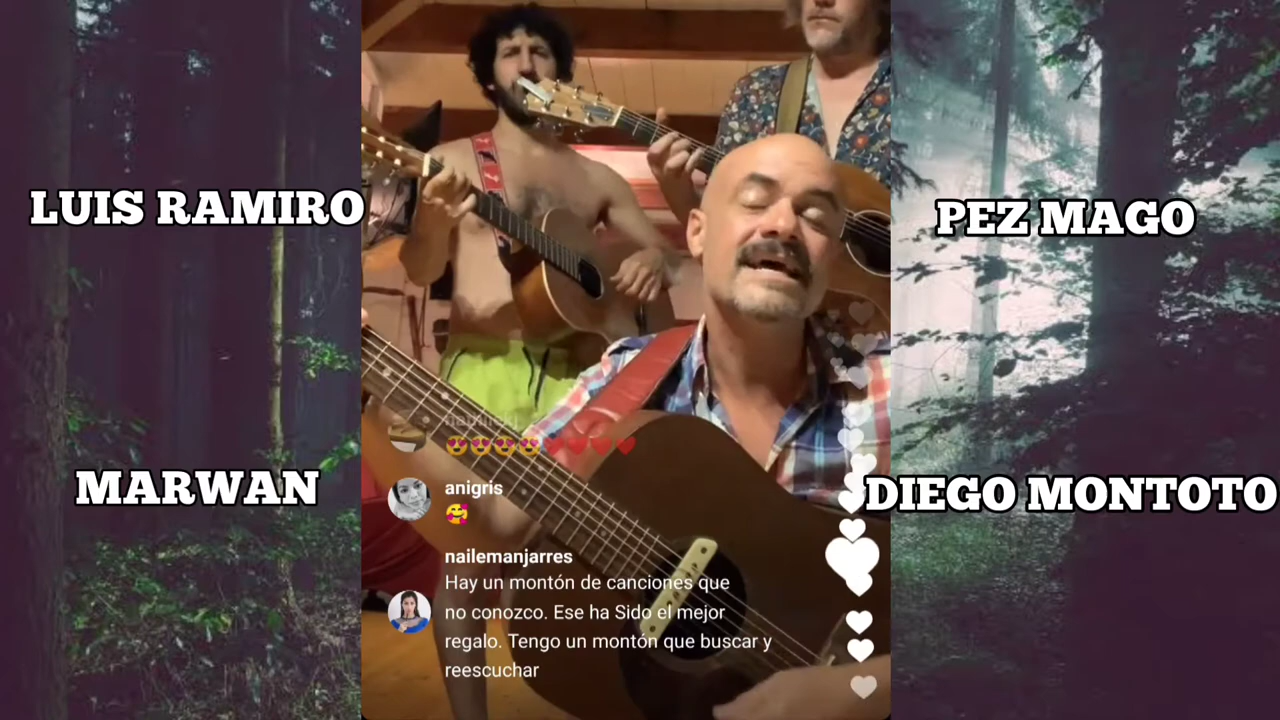 LUIS RAMIRO
PEZ MAGO
MARWAN
DIEGO MONTOTO
anigris
nailemanjarres
Hay un montón de canciones que
no conozco. Ese ha Sido el mejor
regalo. Tengo un montón que buscar y
reescuchar